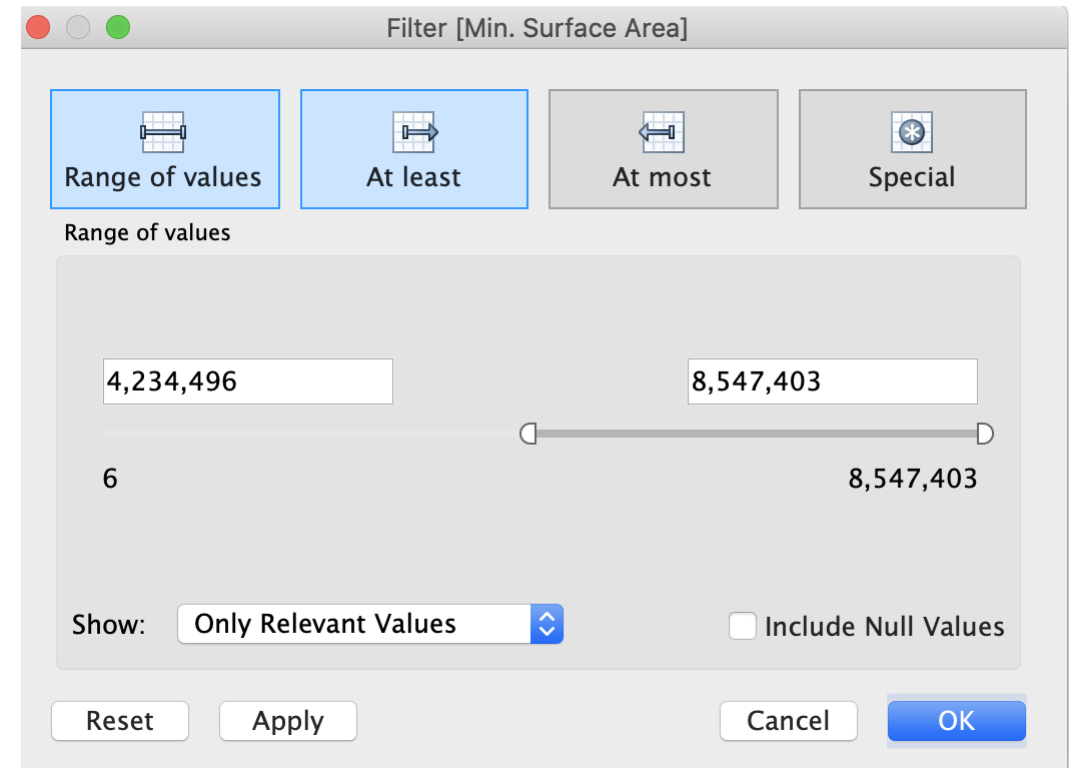 Filter [Min. Surface Area]
Range of values
At least
At most
Special
Range of values
4,234,496
8,547,403
6
8,547,403
Show:
Only Relevant Values
Include Null Values
Reset
Apply
Cancel
OK